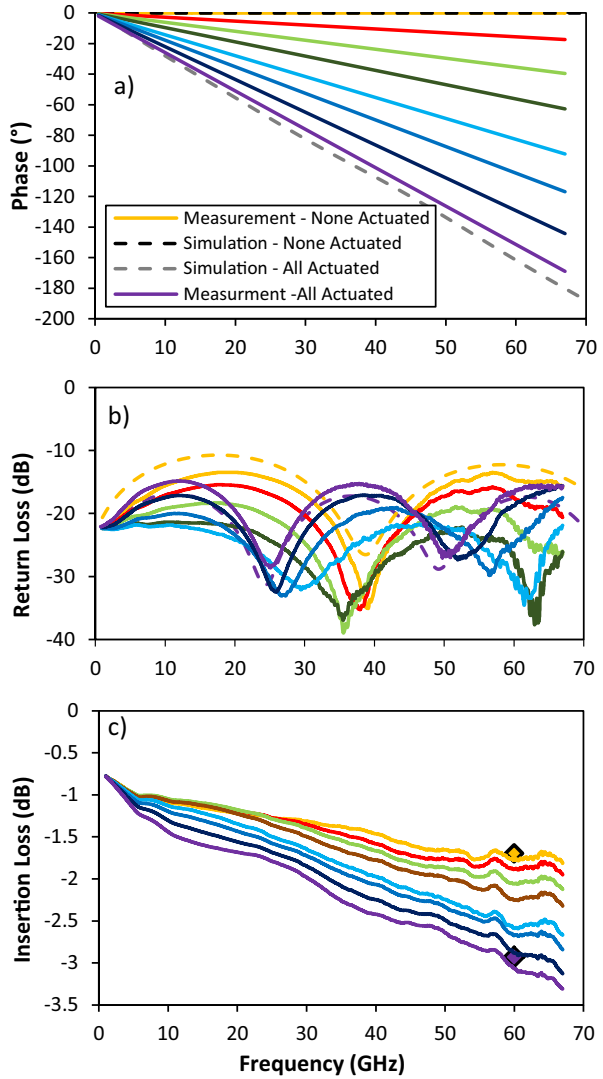 0
-20
-40
-60
-80
-100
-120
-140
-160
-180
-200
Phase (°)
a)
Measurement - None Actuated
Simulation - None Actuated
Simulation - All Actuated
Measurment -All Actuated
0 10 20 30 40 50 60 70
0
-10
-20
-30
-40
Return Loss (dB)
b)
0 10 20 30 40 50 60 70
0
-0.5
-1
-1.5
-2
-2.5
-3
-3.5
Insertion Loss (dB)
c)
0 10 20 30 40 50 60 70
Frequency (GHz)